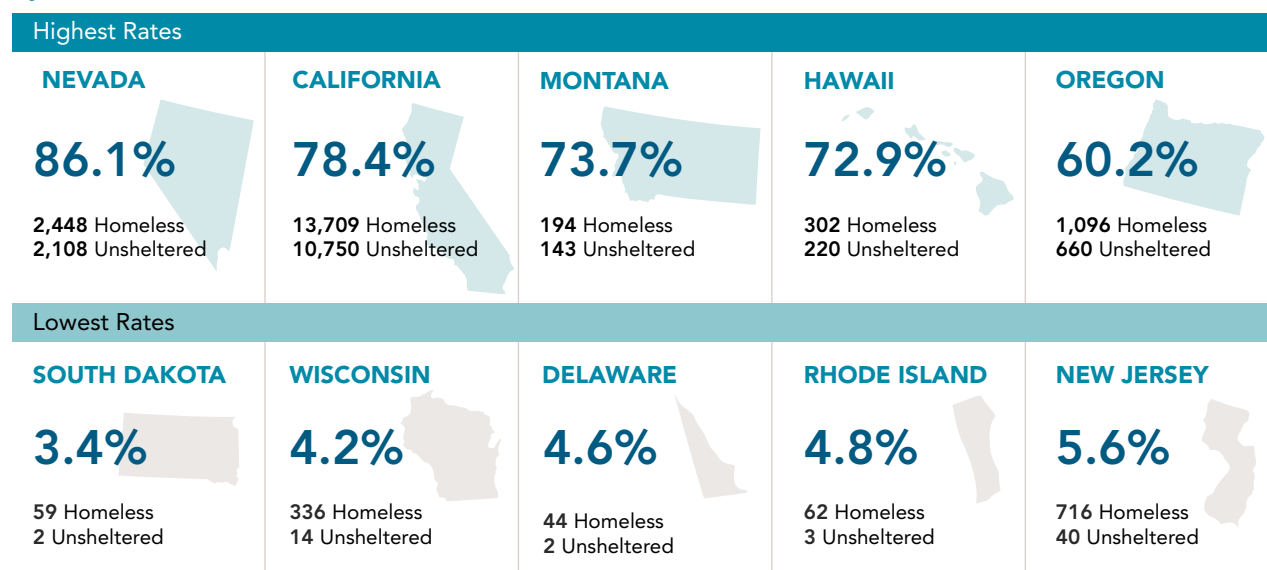 Highest Rates
NEVADA
86.1%
2,448 Homeless
2,108 Unsheltered
CALIFORNIA
78.4%
13,709 Homeless
10,750 Unsheltered
MONTANA
73.7%
194 Homeless
143 Unsheltered
HAWAII
72.9%
302 Homeless
220 Unsheltered
OREGON
60.2%
1,096 Homeless
660 Unsheltered
Lowest Rates
SOUTH DAKOTA
3.4%
59 Homeless
2 Unsheltered
WISCONSIN
4.2%
336 Homeless
14 Unsheltered
DELAWARE
4.6%
44 Homeless
2 Unsheltered
RHODE ISLAND
4.8%
62 Homeless
3 Unsheltered
NEW JERSEY
5.6%
716 Homeless
40 Unsheltered